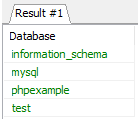 Result #1
Database
information_schema
mysql
phpexample
test